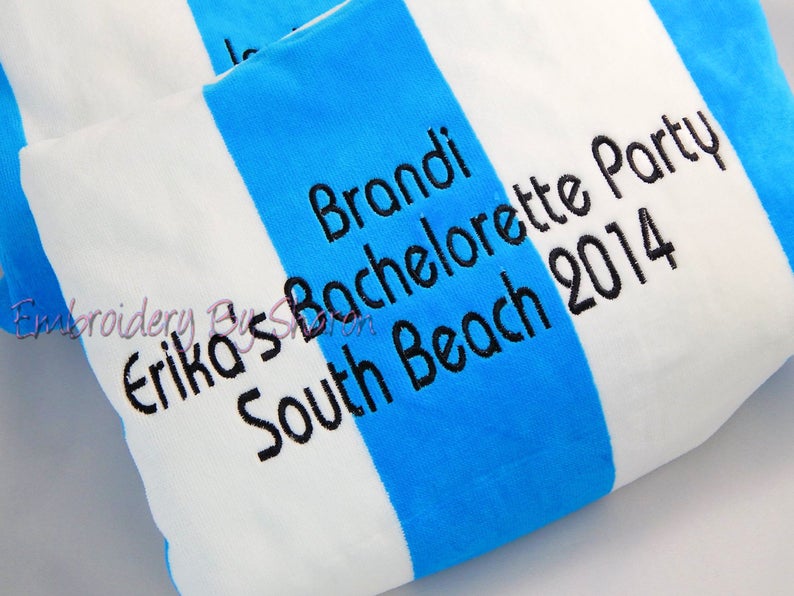 Brandi
Erika's Bachelorette Party
South Beach 2014
Embroidery By Sharon